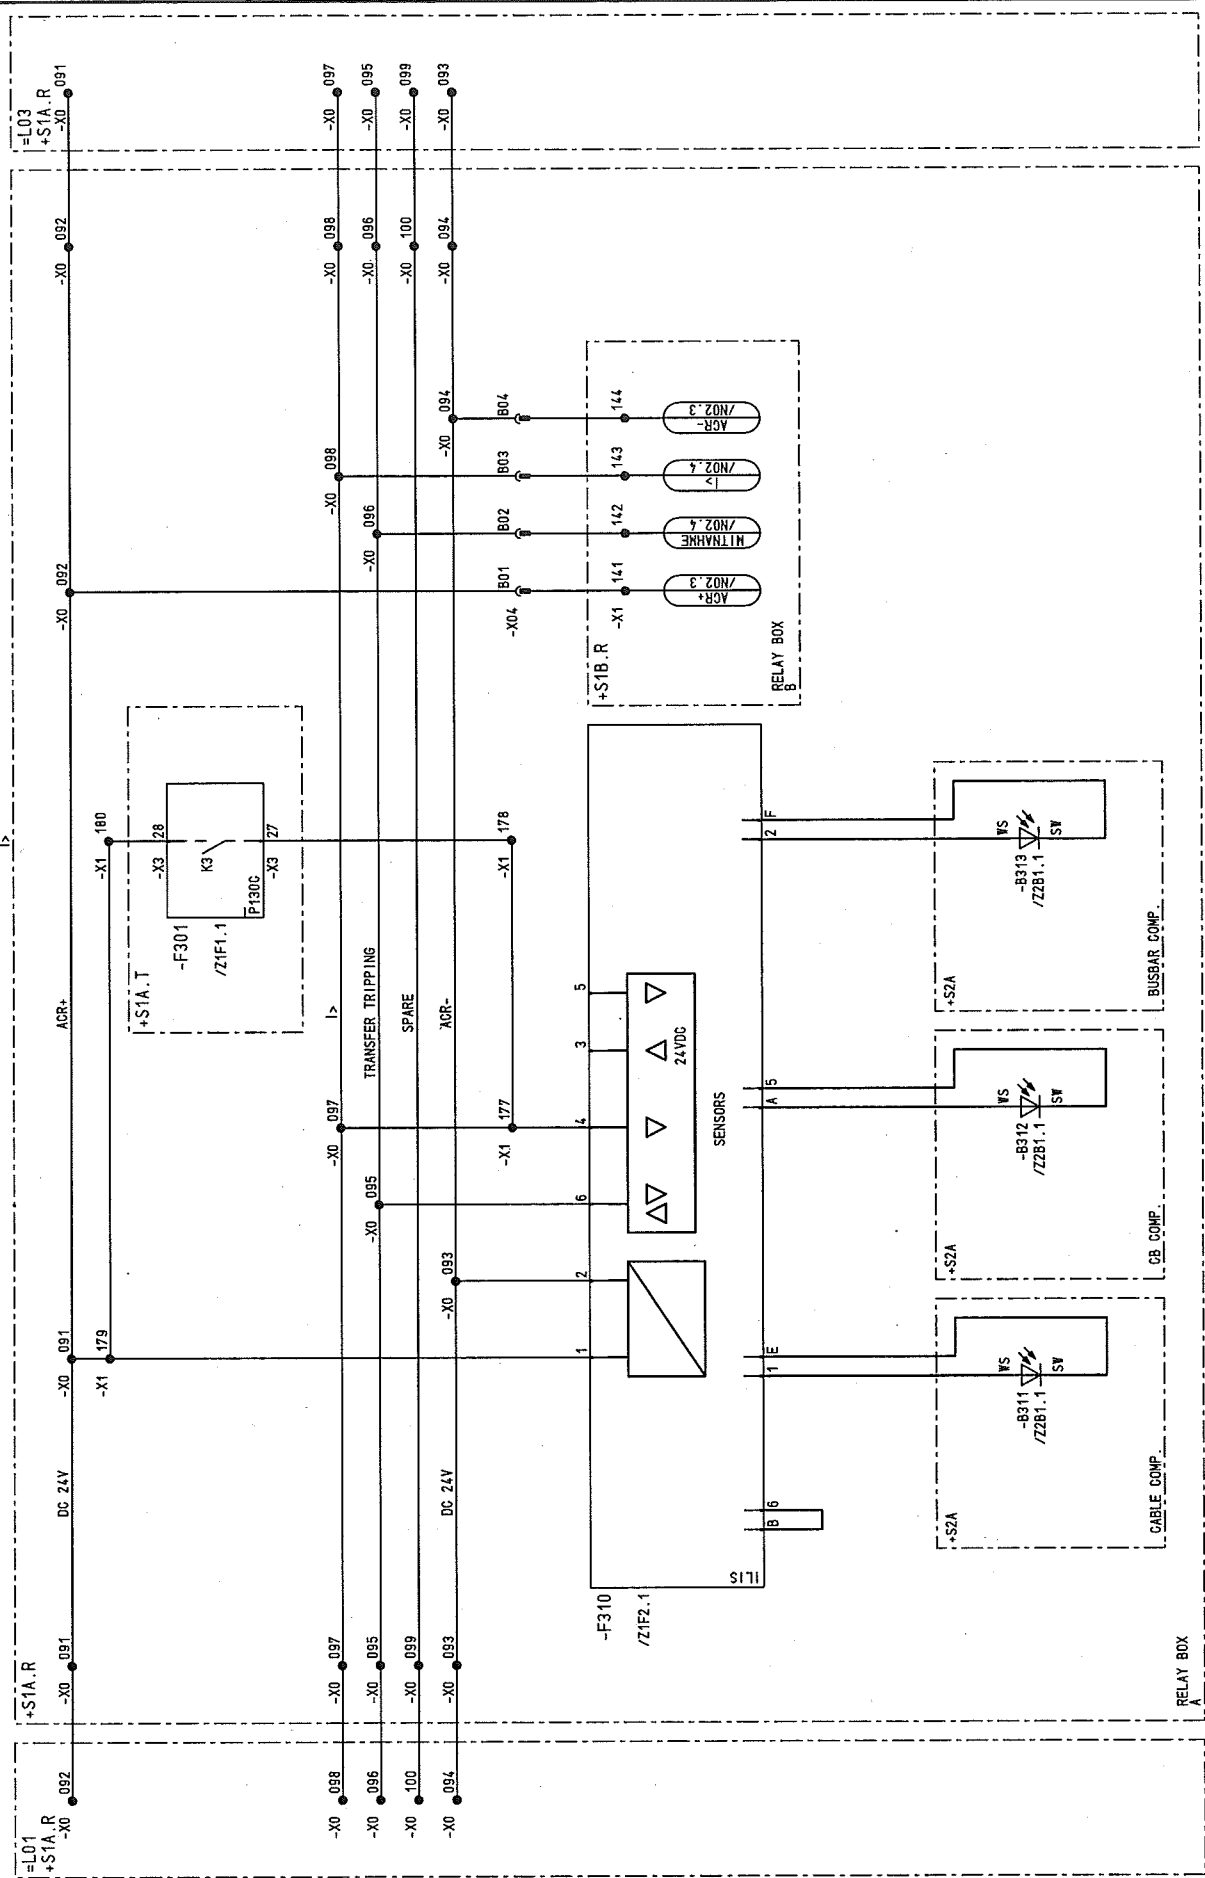 =L01
+S1A.R
-X0 092
-X0 098
-X0 096
-X0 100
-X0 094
+S1A.R
-X0 091
-X0 097
-X0 095
-X0 099
-X0 093
DC 24V
DC 24V
-X0 091
-X1 179
-X0 093
-X0 095
-X0 097
-X1 177
ACR+
I>
TRANSFER TRIPPING
SPARE
ACR-
I>
+S1A.T
-F301
/Z1F1.1
-X1 180
-X3 28
K3
P130C
-X3 27
-X1 178
-X0 092
-X0 096
-X0 098
-X0 094
-X04 B01
B02
B03
B04
+S1B.R
-X1 141
142
143
144
ACR+
/N02.3
MITNAHME
/N02.4
I>
/N02.4
ACR-
/N02.3
RELAY BOX
B
-X0 092
-X0 098
-X0 096
-X0 100
-X0 094
=L03
+S1A.R
-X0 091
-X0 097
-X0 095
-X0 099
-X0 093
-F310
/Z1F2.1
1
2
6
4
3
5
24VDC
SENSORS
ILIS
B
6
1
E
A
5
2
F
+S2A
-B311
/Z2B1.1
WS
SW
CABLE COMP.
+S2A
-B312
/Z2B1.1
WS
SW
CB COMP.
+S2A
-B313
/Z2B1.1
WS
SW
BUSBAR COMP.
RELAY BOX
A